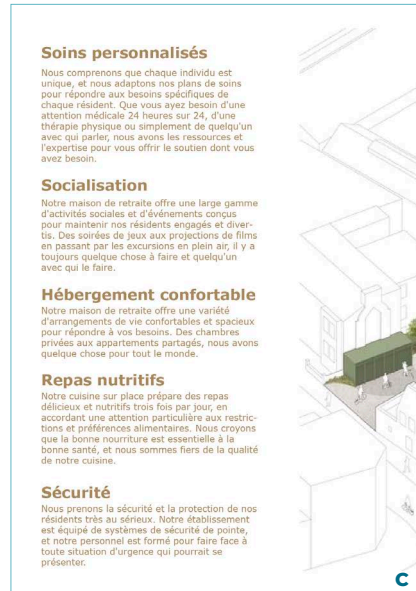 Soins personnalisés
Nous comprenons que chaque individu est
unique, et nous adaptons nos plans de soins
pour répondre aux besoins spécifiques de
chaque résident. Que vous ayez besoin d'une
attention médicale 24 heures sur 24, d'une
thérapie physique ou simplement de quelqu'un
avec qui parler, nous avons les ressources et
l'expertise pour vous offrir le soutien dont vous
avez besoin.
Socialisation
Notre maison de retraite offre une large gamme
d'activités sociales et d'événements conçus
pour maintenir nos résidents engagés et diver-
tis. Des soirées de jeux aux projections de films
en passant par les excursions en plein air, il y a
toujours quelque chose à faire et quelqu'un
avec qui le faire.
Hébergement confortable
Notre maison de retraite offre une variété
d'arrangements de vie confortables et spacieux
pour répondre à vos besoins. Des chambres
privées aux appartements partagés, nous avons
quelque chose pour tout le monde.
Repas nutritifs
Notre cuisine sur place prépare des repas
délicieux et nutritifs trois fois par jour, en
accordant une attention particulière aux restric-
tions et préférences alimentaires. Nous croyons
que la bonne nourriture est essentielle à la
bonne santé, et nous sommes fiers de la qualité
de notre cuisine.
Sécurité
Nous prenons la sécurité et la protection de nos
résidents très au sérieux. Notre établissement
est équipé de systèmes de sécurité de pointe,
et notre personnel est formé pour faire face à
toute situation d'urgence qui pourrait se
présenter.
C